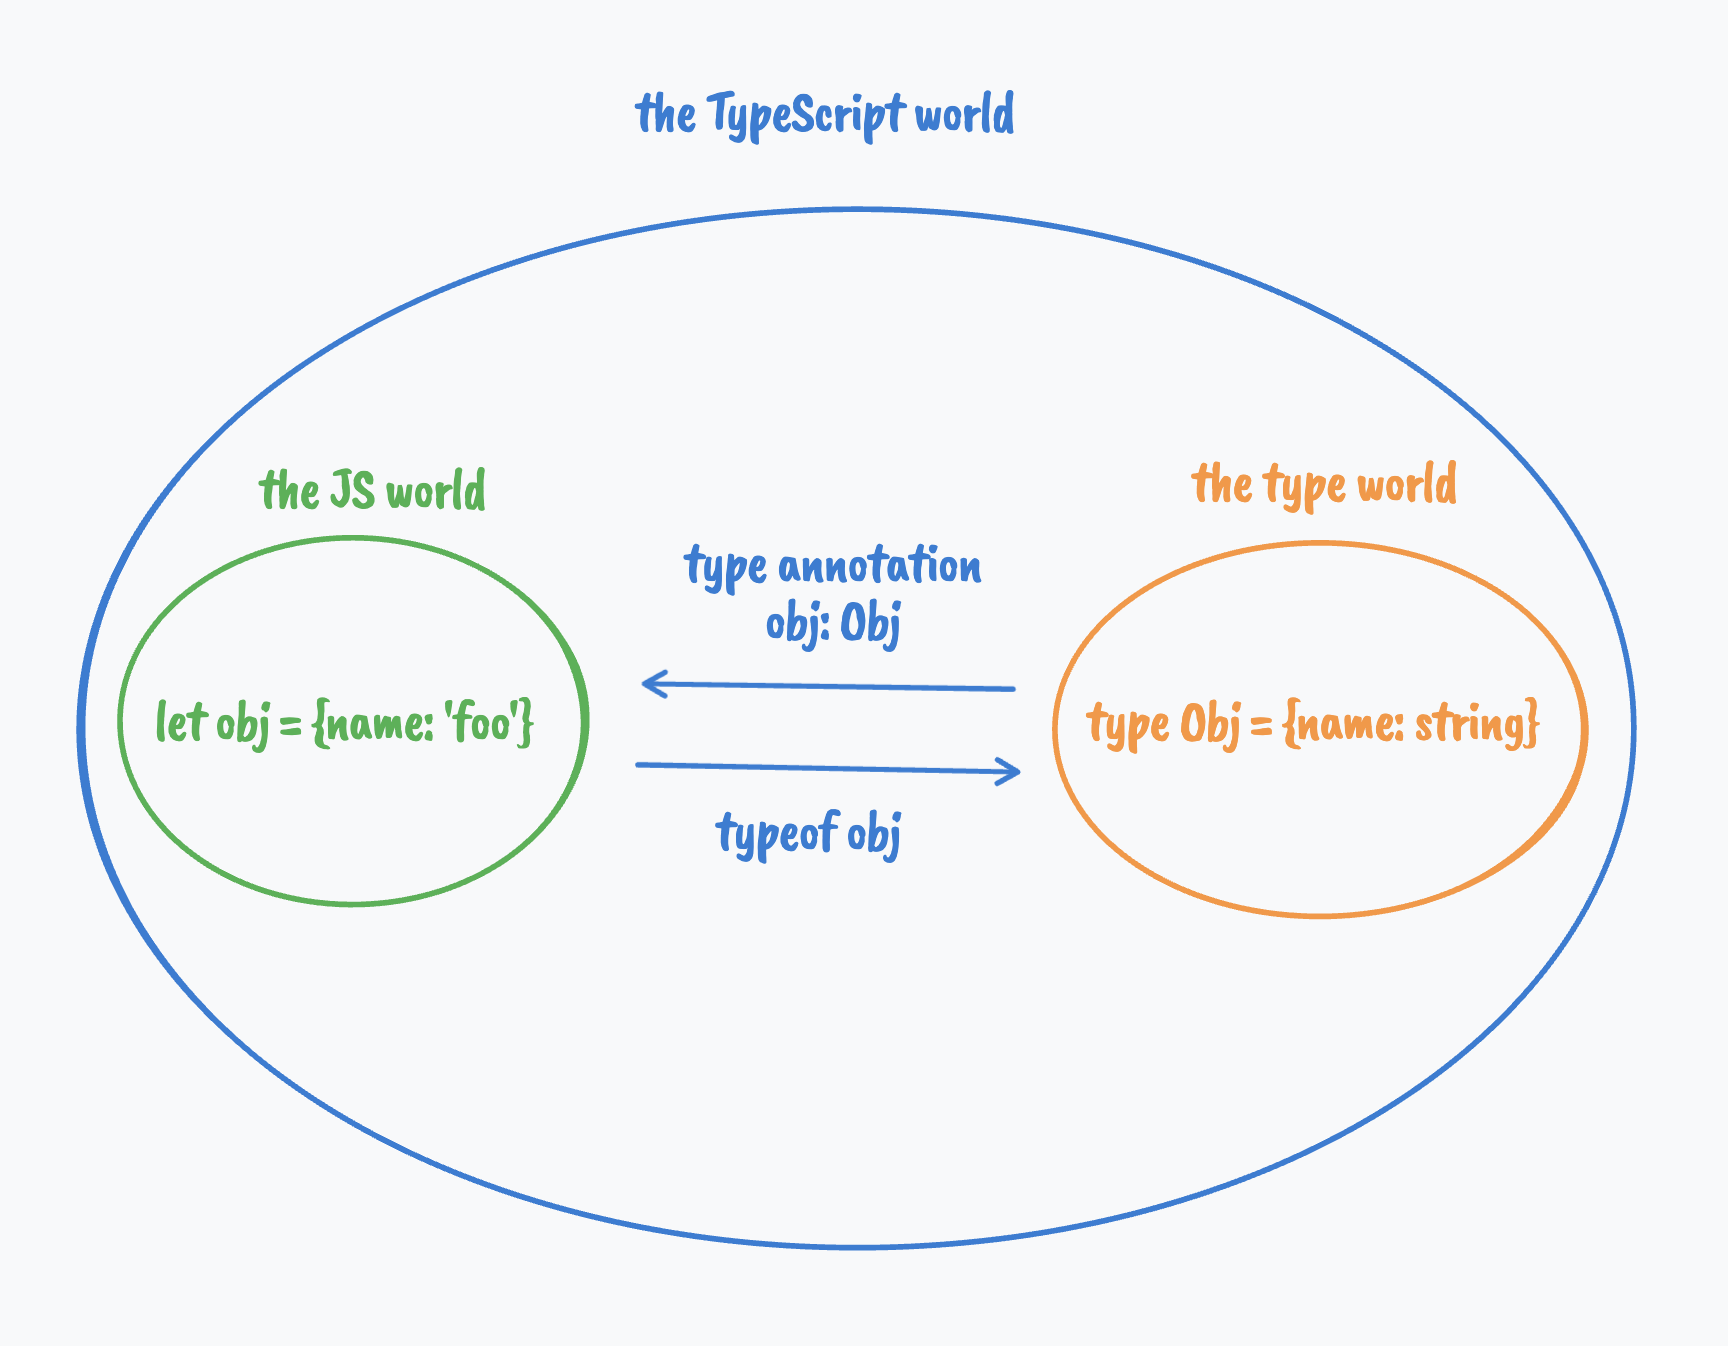 the TypeScript world
the JS world
the type world
type annotation
obj: Obj
let obj = {name: 'foo'}
type Obj = {name: string}
typeof obj